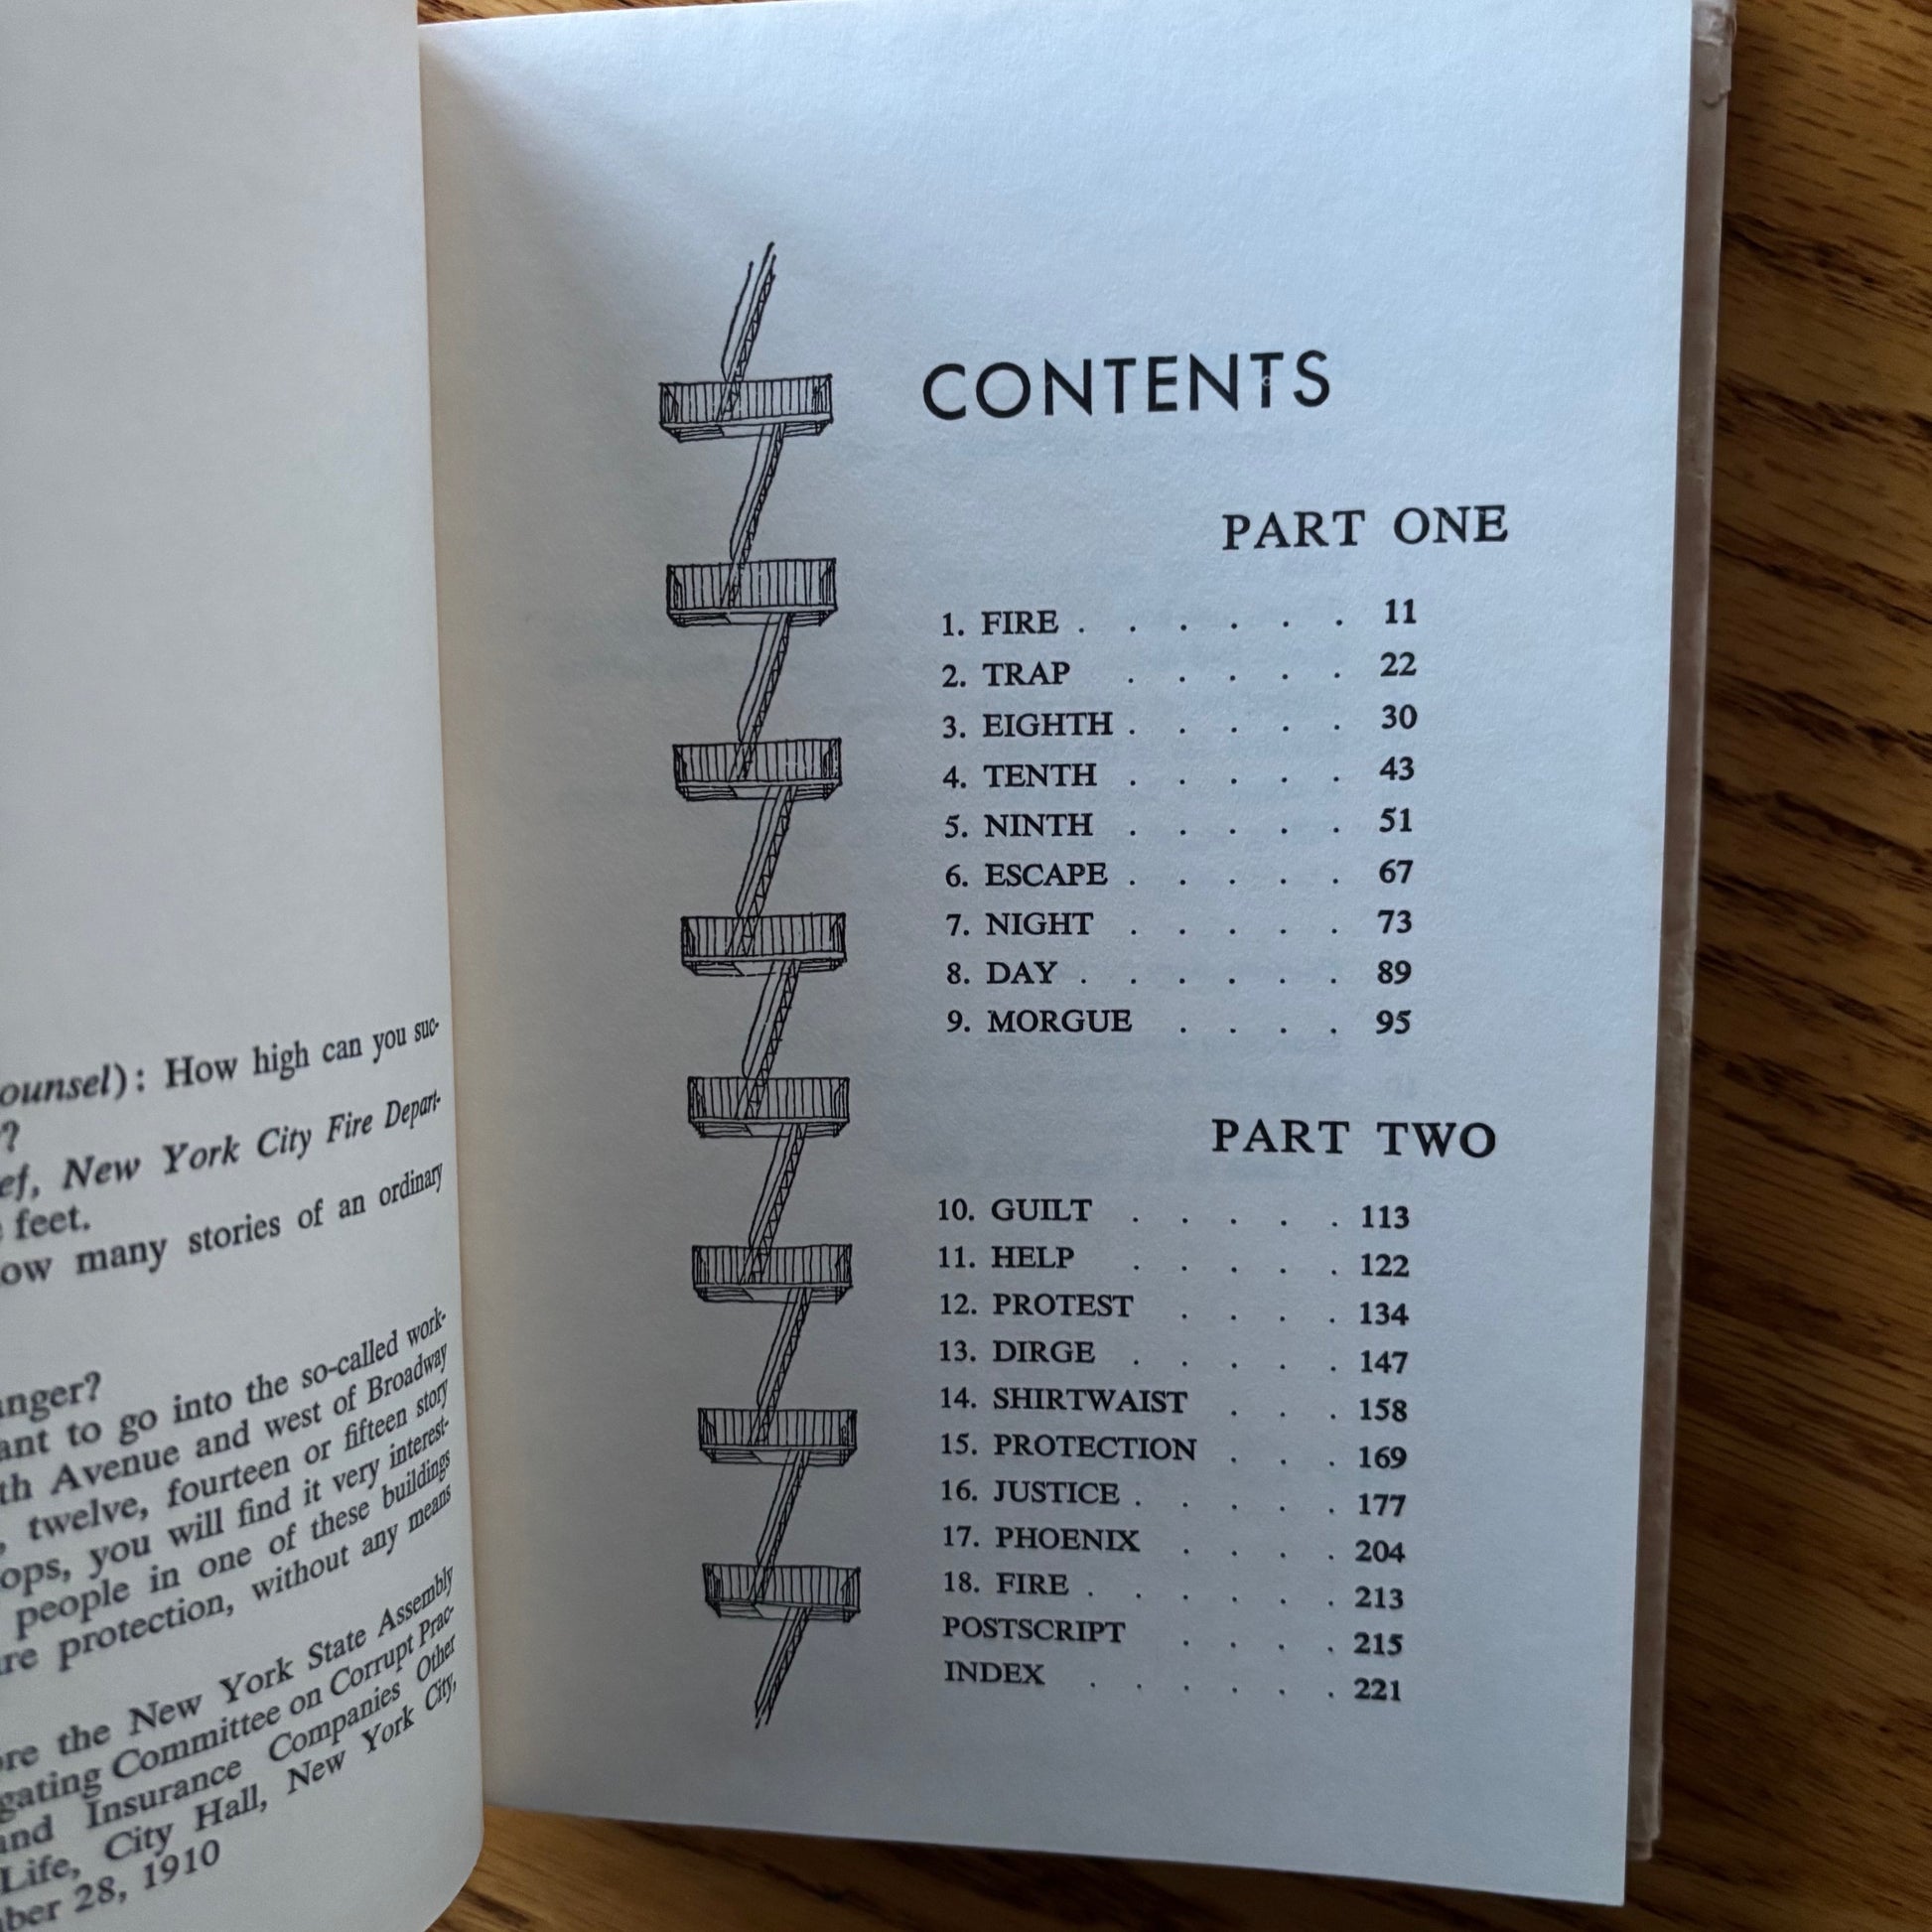 ounsel): How high can you suc-
?
ef, New York City Fire Depart-
feet.
ow many stories of an ordinary
anger?
ant to go into the so-called work-
th Avenue and west of Broadway
, twelve, fourteen or fifteen story
ops, you will find it very interest-
people in one of these buildings
re protection, without any means
re the New York State Assembly
gating Committee on Corrupt Prac-
nd Insurance Companies Other
Life, City Hall, New York City,
ber 28, 1910
CONTENTS
PART ONE
1. FIRE . . . . . . 11
2. TRAP . . . . . 22
3. EIGHTH . . . . . 30
4. TENTH . . . . . 43
5. NINTH . . . . . 51
6. ESCAPE . . . . . 67
7. NIGHT . . . . . 73
8. DAY . . . . . . 89
9. MORGUE . . . . 95
PART TWO
10. GUILT . . . . . 113
11. HELP . . . . . 122
12. PROTEST . . . . 134
13. DIRGE . . . . . 147
14. SHIRTWAIST . . . 158
15. PROTECTION . . . 169
16. JUSTICE . . . . . 177
17. PHOENIX . . . . 204
18. FIRE . . . . . . 213
POSTSCRIPT . . . . 215
INDEX . . . . . . 221